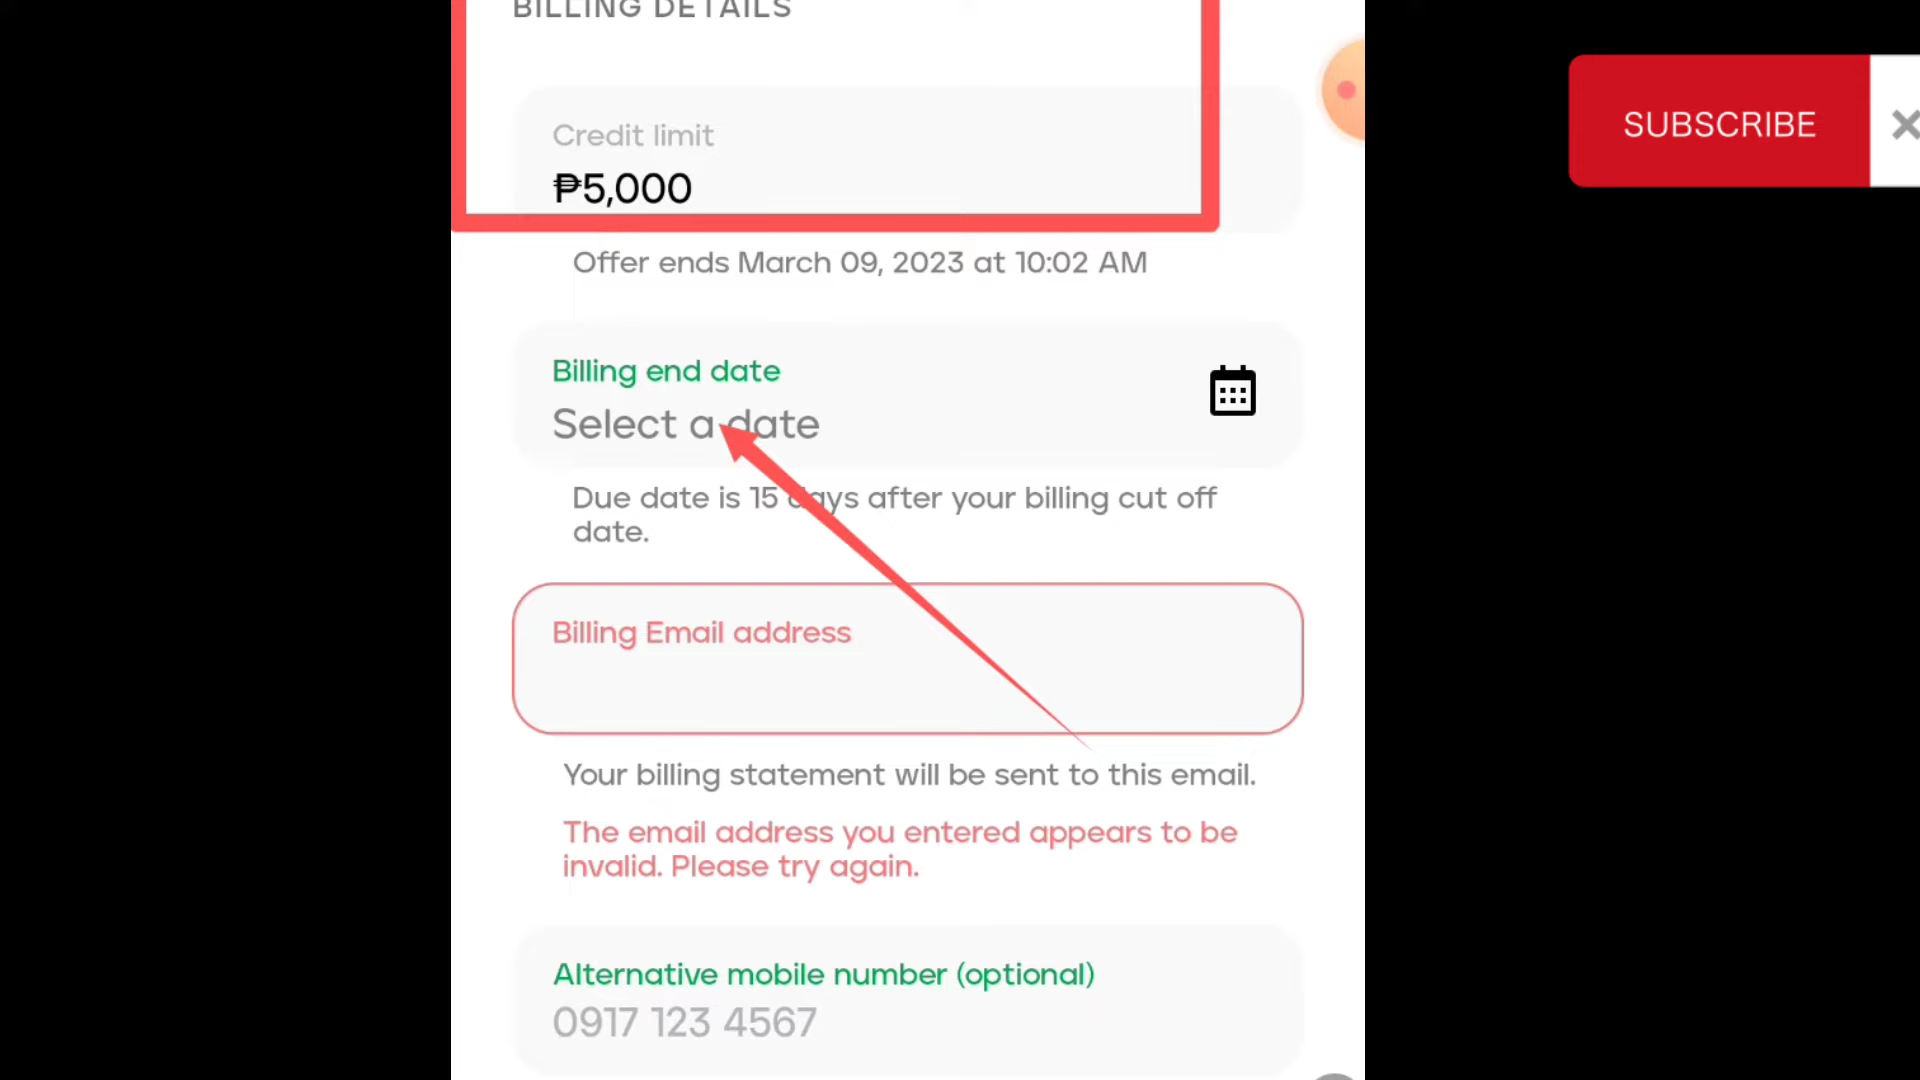 BILLING DETAILS
Credit limit
₱5,000
Offer ends March 09, 2023 at 10:02 AM
Billing end date
Select a date
Due date is 15 days after your billing cut off
date.
Billing Email address
Your billing statement will be sent to this email.
The email address you entered appears to be
invalid. Please try again.
Alternative mobile number (optional)
0917 123 4567
SUBSCRIBE